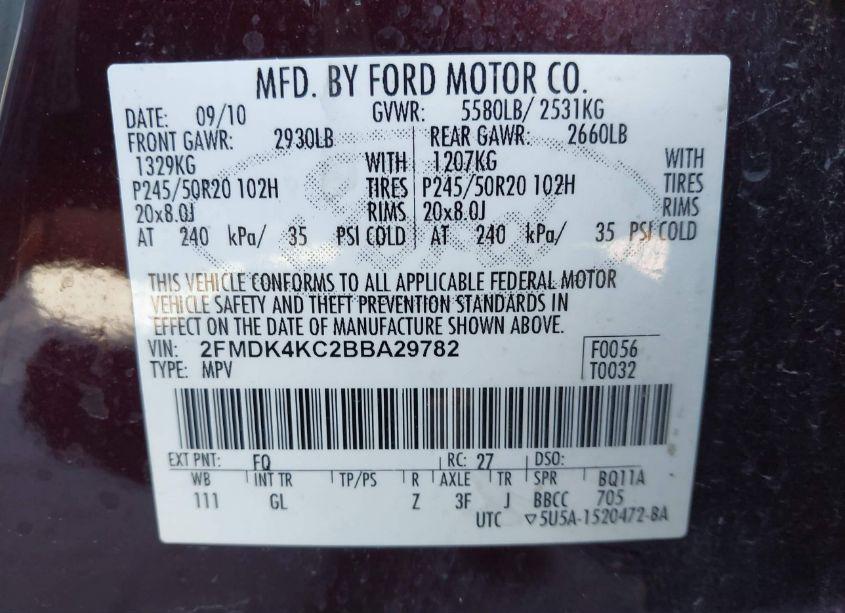 MFD. BY FORD MOTOR CO.
DATE: 09/10 GVWR: 5580LB/ 2531KG
FRONT GAWR: 2930LB REAR GAWR: 2660LB
1329KG WITH 1207KG WITH
P245/50R20 102H TIRES P245/50R20 102H TIRES
20x8.0J RIMS 20x8.0J RIMS
AT 240 kPa/ 35 PSI COLD AT 240 kPa/ 35 PSI COLD
THIS VEHICLE CONFORMS TO ALL APPLICABLE FEDERAL MOTOR
VEHICLE SAFETY AND THEFT PREVENTION STANDARDS IN
EFFECT ON THE DATE OF MANUFACTURE SHOWN ABOVE.
VIN: 2FMDK4KC2BBA29782 F0056
TYPE: MPV T0032
EXT PNT: FQ RC: 27 DSO:
WB INT TR TP/PS R AXLE TR SPR BQ11A
111 GL Z 3F J BBCC 705
UTC ▽5U5A-1520472-BA